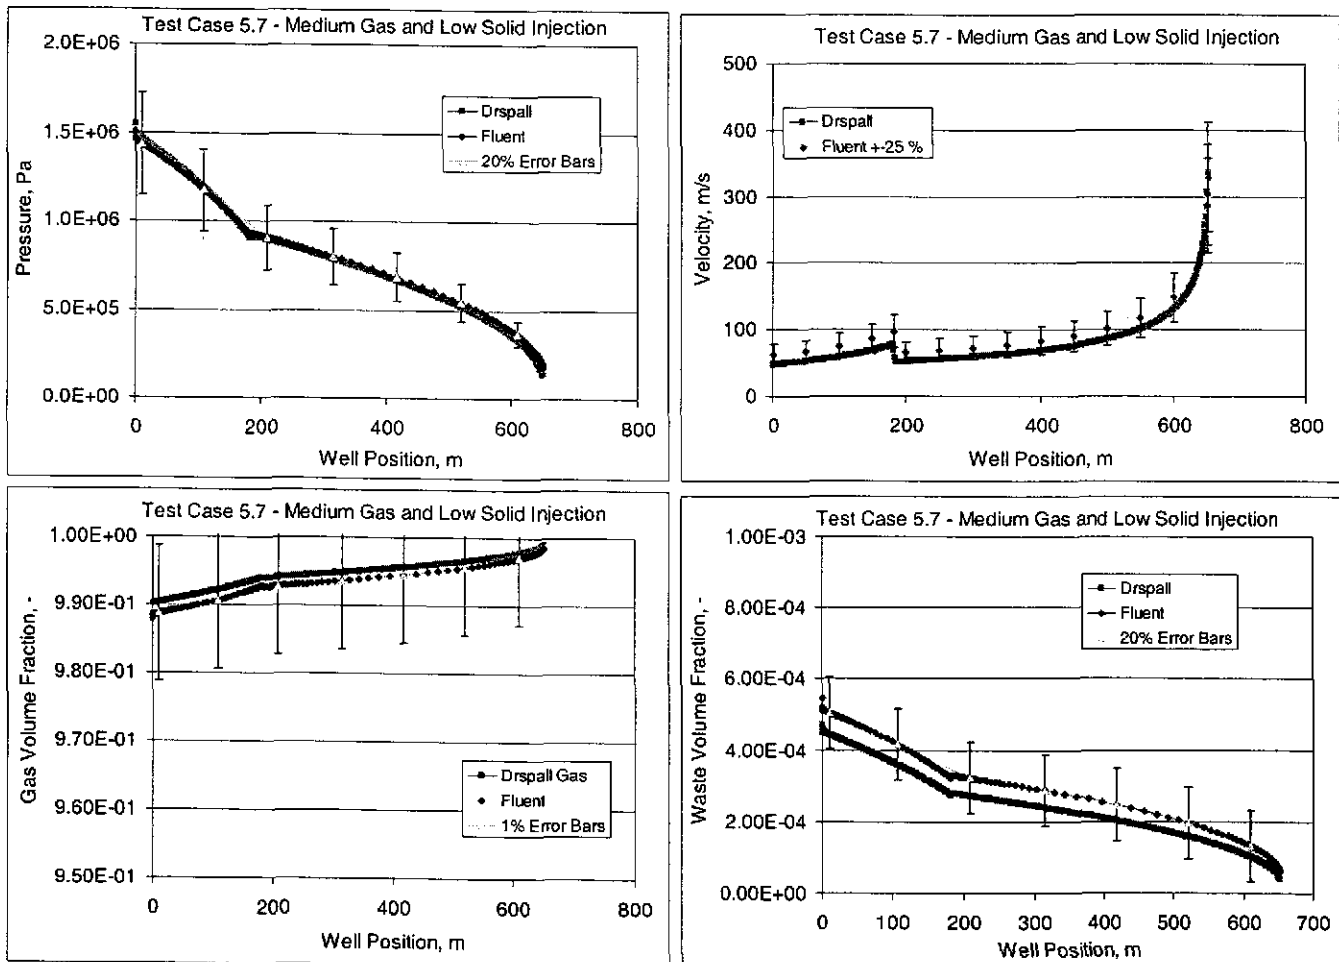 Test Case 5.7 - Medium Gas and Low Solid Injection
2.0E+06
1.5E+06
1.0E+06
5.0E+05
0.0E+00
Pressure, Pa
Drspall
Fluent
20% Error Bars
0 200 400 600 800
Well Position, m
Test Case 5.7 - Medium Gas and Low Solid Injection
500
400
300
200
100
0
Velocity, m/s
Drspall
Fluent +-25 %
0 200 400 600 800
Well Position, m
Test Case 5.7 - Medium Gas and Low Solid Injection
1.00E+00
9.90E-01
9.80E-01
9.70E-01
9.60E-01
9.50E-01
Gas Volume Fraction, -
Drspall Gas
Fluent
1% Error Bars
0 200 400 600 800
Well Position, m
Test Case 5.7 - Medium Gas and Low Solid Injection
1.00E-03
8.00E-04
6.00E-04
4.00E-04
2.00E-04
0.00E+00
Waste Volume Fraction, -
Drspall
Fluent
20% Error Bars
0 100 200 300 400 500 600 700
Well Position, m